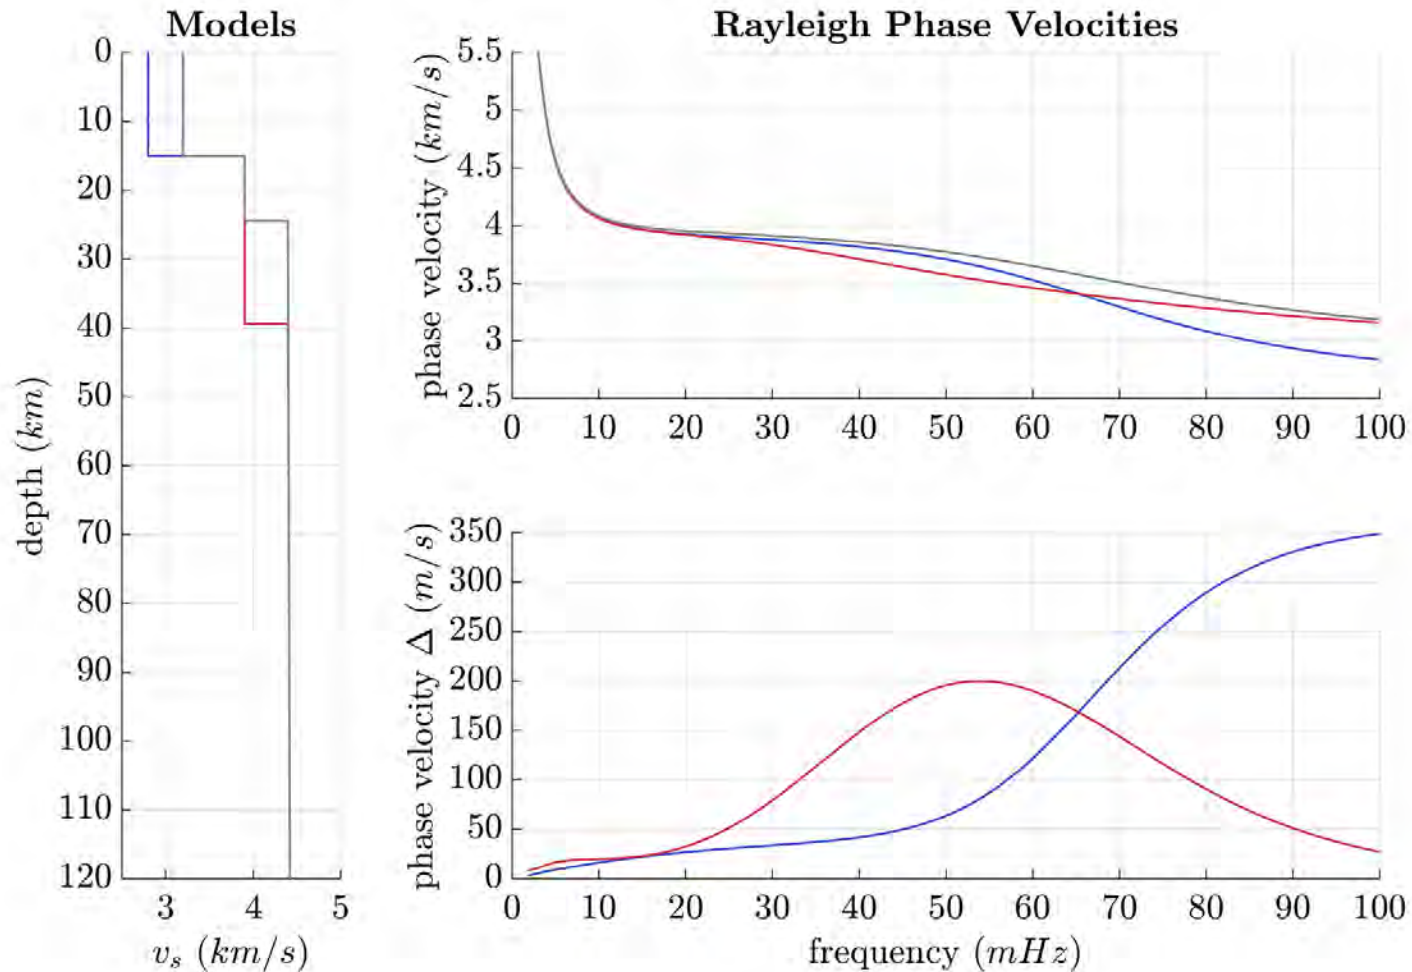 Models
0
10
20
30
40
50
60
70
80
90
100
110
120
depth (km)
3 4 5
v_s (km/s)
Rayleigh Phase Velocities
5.5
5
4.5
4
3.5
3
2.5
phase velocity (km/s)
0 10 20 30 40 50 60 70 80 90 100
350
300
250
200
150
100
50
0
phase velocity Δ (m/s)
0 10 20 30 40 50 60 70 80 90 100
frequency (mHz)